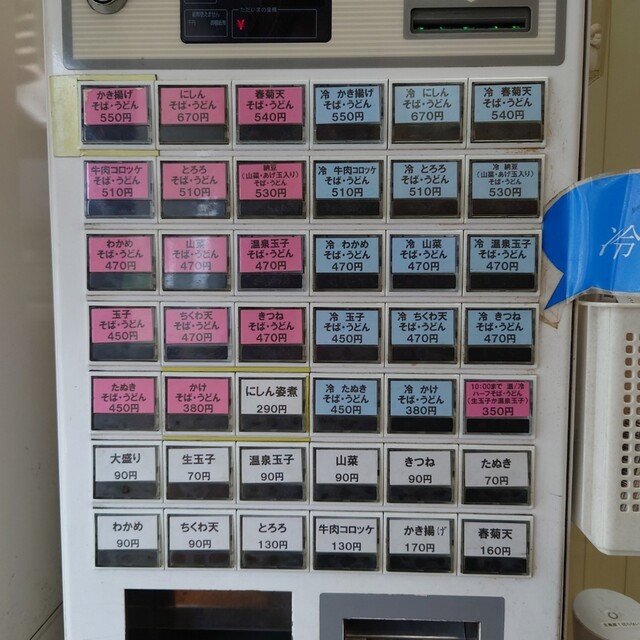 ただいまの金額
¥
かき揚げ
そば・うどん
550円
にしん
そば・うどん
670円
春菊天
そば・うどん
540円
冷 かき揚げ
そば・うどん
550円
冷 にしん
そば・うどん
670円
冷 春菊天
そば・うどん
540円
牛肉コロッケ
そば・うどん
510円
とろろ
そば・うどん
510円
納豆
(山菜・あげ玉入り)
そば・うどん
530円
冷 牛肉コロッケ
そば・うどん
510円
冷 とろろ
そば・うどん
510円
冷 納豆
(山菜・あげ玉入り)
そば・うどん
530円
わかめ
そば・うどん
470円
山菜
そば・うどん
470円
温泉玉子
そば・うどん
470円
冷 わかめ
そば・うどん
470円
冷 山菜
そば・うどん
470円
冷 温泉玉子
そば・うどん
470円
玉子
そば・うどん
450円
ちくわ天
そば・うどん
470円
きつね
そば・うどん
470円
冷 玉子
そば・うどん
450円
冷 ちくわ天
そば・うどん
470円
冷 きつね
そば・うどん
470円
たぬき
そば・うどん
450円
かけ
そば・うどん
380円
にしん姿煮
290円
冷 たぬき
そば・うどん
450円
冷 かけ
そば・うどん
380円
10:00まで 温/冷
ハーフそば・うどん
(生玉子か温泉玉子)
350円
大盛り
90円
生玉子
70円
温泉玉子
90円
山菜
90円
きつね
90円
たぬき
70円
わかめ
90円
ちくわ天
90円
とろろ
130円
牛肉コロッケ
130円
かき揚げ
170円
春菊天
160円
冷